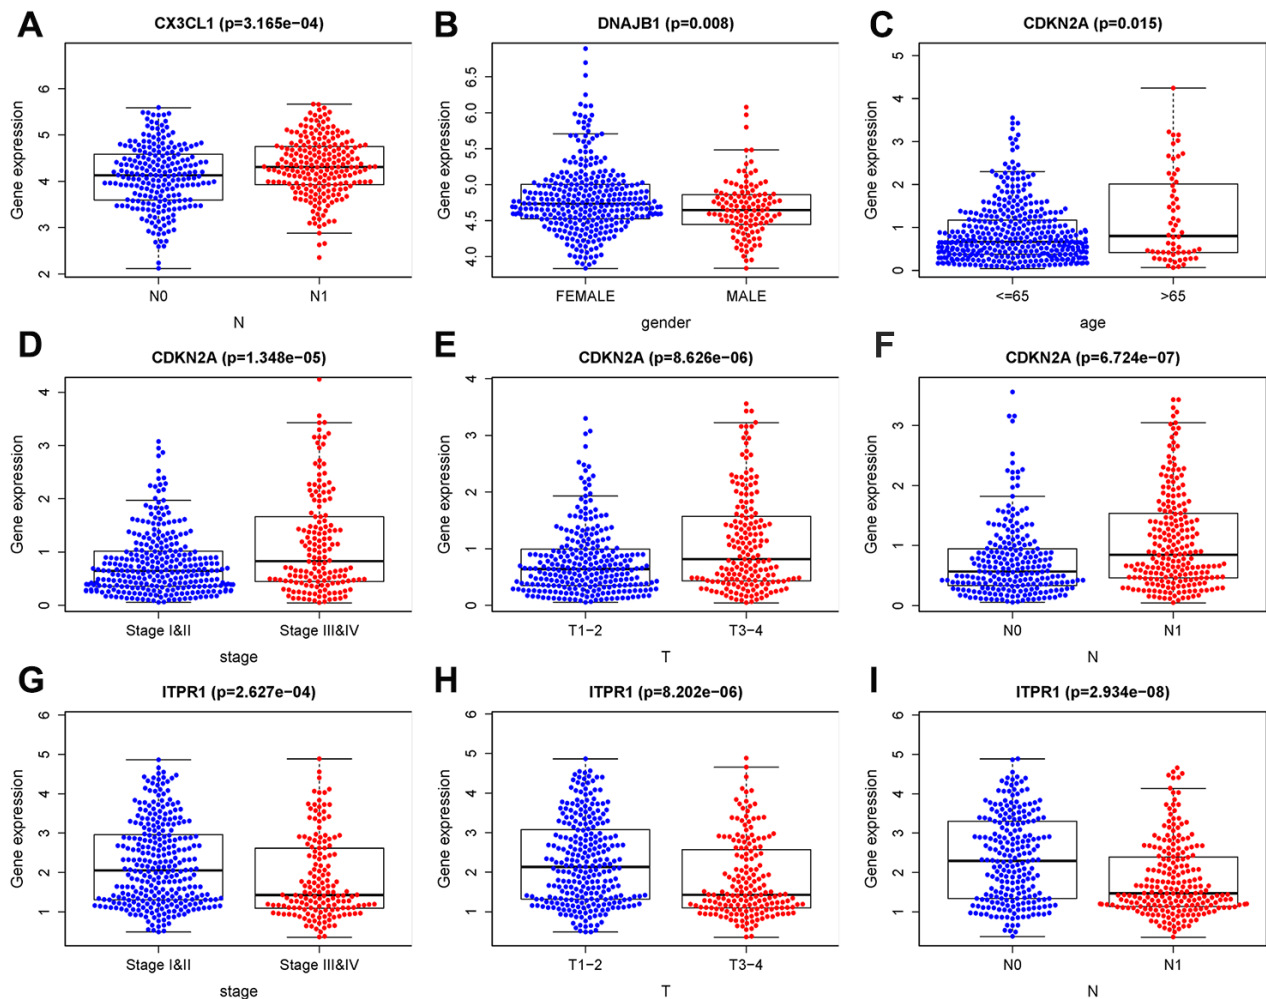 A
CX3CL1 (p=3.165e−04)
Gene expression
6
5
4
3
2
N0 N1
N
B
DNAJB1 (p=0.008)
Gene expression
6.5
6.0
5.5
5.0
4.5
4.0
FEMALE MALE
gender
C
CDKN2A (p=0.015)
Gene expression
5
4
3
2
1
0
<=65 >65
age
D
CDKN2A (p=1.348e−05)
Gene expression
4
3
2
1
0
Stage I&II Stage III&IV
stage
E
CDKN2A (p=8.626e−06)
Gene expression
4
3
2
1
0
T1−2 T3−4
T
F
CDKN2A (p=6.724e−07)
Gene expression
3
2
1
0
N0 N1
N
G
ITPR1 (p=2.627e−04)
Gene expression
6
5
4
3
2
1
Stage I&II Stage III&IV
stage
H
ITPR1 (p=8.202e−06)
Gene expression
6
5
4
3
2
1
T1−2 T3−4
T
I
ITPR1 (p=2.934e−08)
Gene expression
6
5
4
3
2
1
N0 N1
N